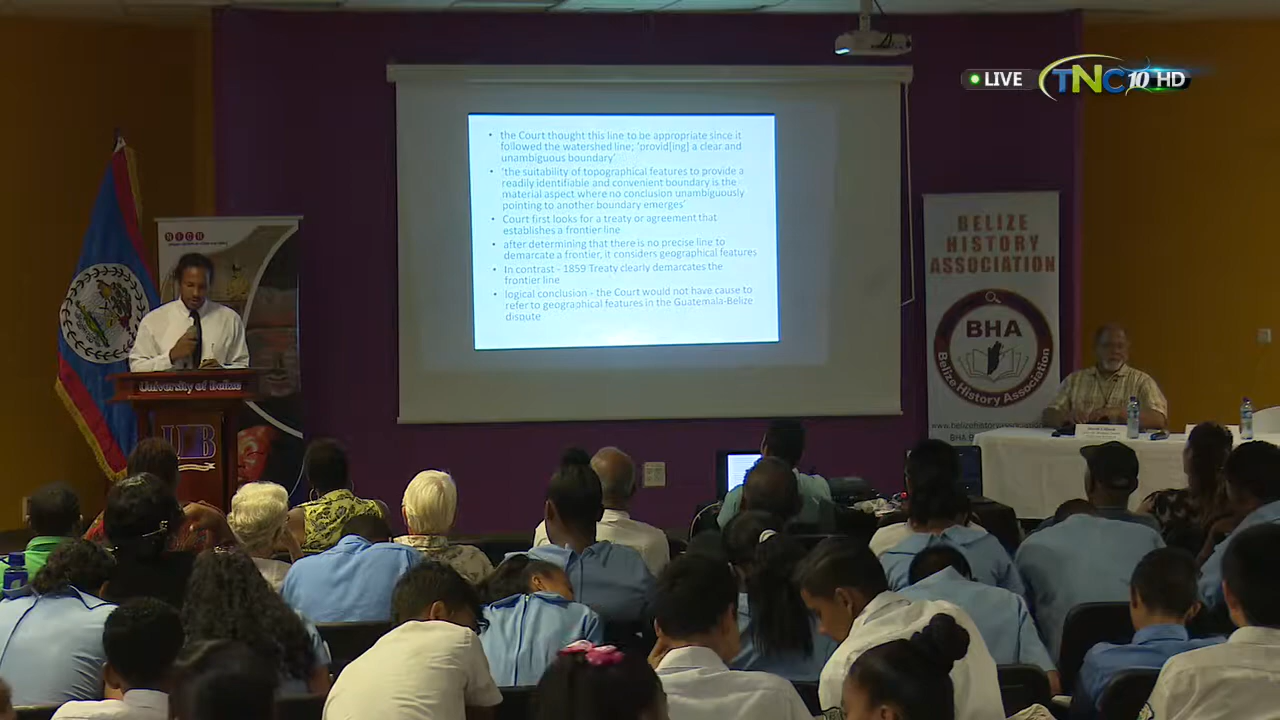 LIVE
TNC10 HD
• the Court thought this line to be appropriate since it
followed the watershed line; 'provid[ing] a clear and
unambiguous boundary'
• 'the suitability of topographical features to provide a
readily identifiable and convenient boundary is the
material aspect where no conclusion unambiguously
pointing to another boundary emerges'
• Court first looks for a treaty or agreement that
establishes a frontier line
• after determining that there is no precise line to
demarcate a frontier, it considers geographical features
• In contrast - 1859 Treaty clearly demarcates the
frontier line
• logical conclusion - the Court would not have cause to
refer to geographical features in the Guatemala-Belize
dispute
NICH
BELIZE
HISTORY
ASSOCIATION
BHA
Belize History Association
University of Belize
UB